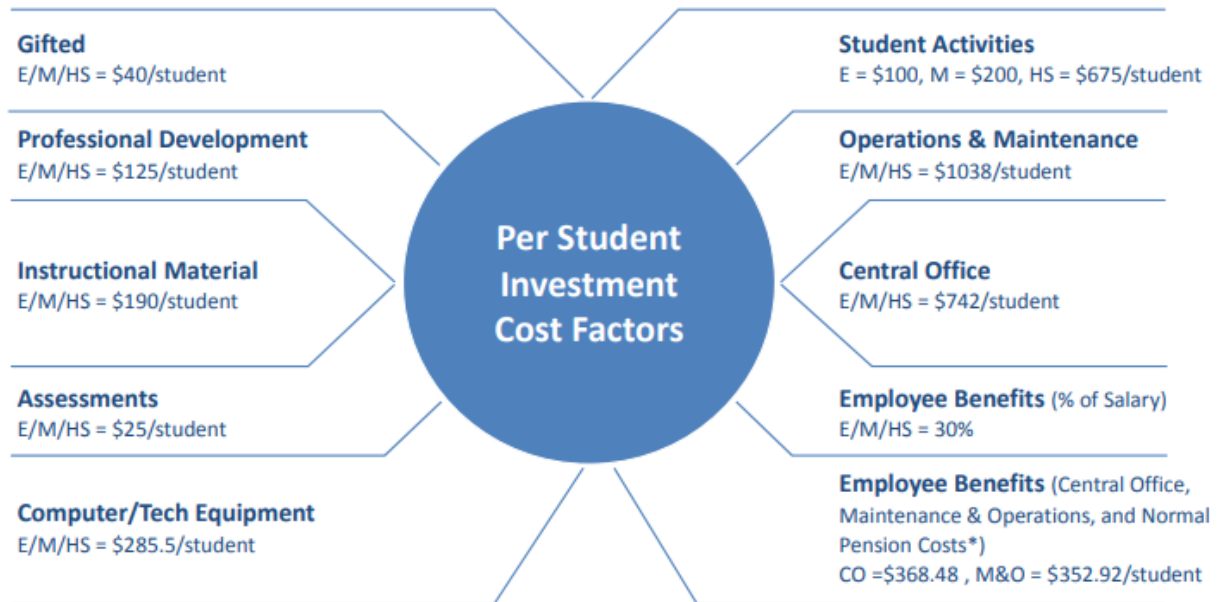 Gifted
E/M/HS = $40/student
Professional Development
E/M/HS = $125/student
Instructional Material
E/M/HS = $190/student
Assessments
E/M/HS = $25/student
Computer/Tech Equipment
E/M/HS = $285.5/student
Per Student
Investment
Cost Factors
Student Activities
E = $100, M = $200, HS = $675/student
Operations & Maintenance
E/M/HS = $1038/student
Central Office
E/M/HS = $742/student
Employee Benefits (% of Salary)
E/M/HS = 30%
Employee Benefits (Central Office,
Maintenance & Operations, and Normal
Pension Costs*)
CO =$368.48 , M&O = $352.92/student